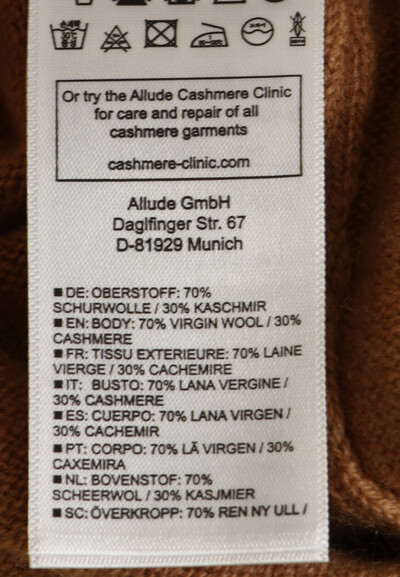 Or try the Allude Cashmere Clinic
for care and repair of all
cashmere garments
cashmere-clinic.com
Allude GmbH
Daglfinger Str. 67
D-81929 Munich
■ DE: OBERSTOFF: 70%
SCHURWOLLE / 30% KASCHMIR
■ EN: BODY: 70% VIRGIN WOOL / 30%
CASHMERE
■ FR: TISSU EXTERIEURE: 70% LAINE
VIERGE / 30% CACHEMIRE
■ IT: BUSTO: 70% LANA VERGINE /
30% CASHMERE
■ ES: CUERPO: 70% LANA VIRGEN /
30% CACHEMIR
■ PT: CORPO: 70% LÃ VIRGEN / 30%
CAXEMIRA
■ NL: BOVENSTOF: 70%
SCHEERWOL / 30% KASJMIER
■ SC: ÖVERKROPP: 70% REN NY ULL /